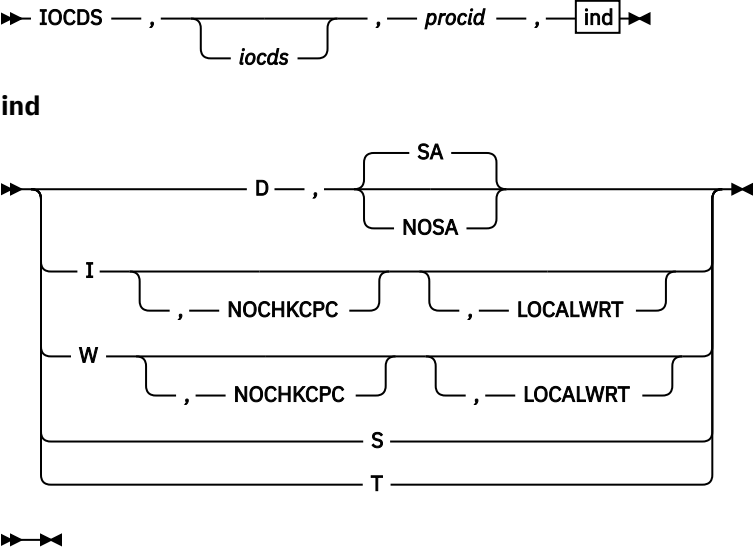 IOCDS , , procid , ind
iocds
ind
SA
D ,
NOSA
I
, NOCHKCPC , LOCALWRT
W
, NOCHKCPC , LOCALWRT
S
T